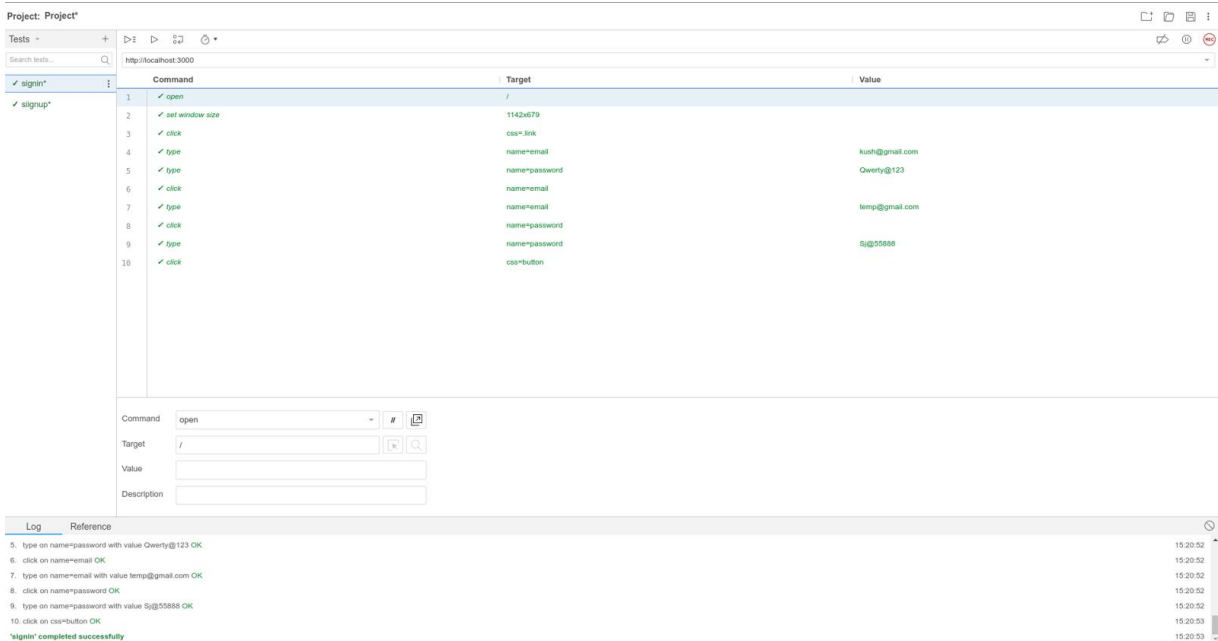 Project: Project*
Tests
Search tests...
http://localhost:3000
✓ signin*
✓ siignup*
Command Target Value
1 ✓ open /
2 ✓ set window size 1142x679
3 ✓ click css=.link
4 ✓ type name=email kush@gmail.com
5 ✓ type name=password Qwerty@123
6 ✓ click name=email
7 ✓ type name=email temp@gmail.com
8 ✓ click name=password
9 ✓ type name=password Sj@55888
10 ✓ click css=button
Command open //
Target /
Value
Description
Log Reference
5. type on name=password with value Qwerty@123 OK 15:20:52
6. click on name=email OK 15:20:52
7. type on name=email with value temp@gmail.com OK 15:20:52
8. click on name=password OK 15:20:52
9. type on name=password with value Sj@55888 OK 15:20:52
10. click on css=button OK 15:20:53
'signin' completed successfully 15:20:53